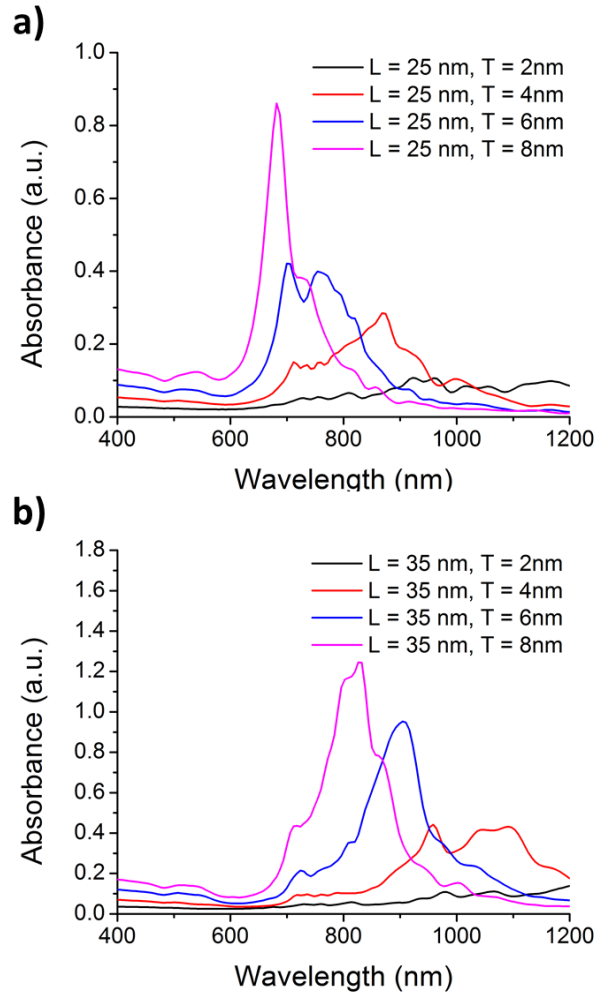 a)
1.0
0.8
0.6
0.4
0.2
0.0
Absorbance (a.u.)
L = 25 nm, T = 2nm
L = 25 nm, T = 4nm
L = 25 nm, T = 6nm
L = 25 nm, T = 8nm
400 600 800 1000 1200
Wavelength (nm)
b)
1.8
1.6
1.4
1.2
1.0
0.8
0.6
0.4
0.2
0.0
Absorbance (a.u.)
L = 35 nm, T = 2nm
L = 35 nm, T = 4nm
L = 35 nm, T = 6nm
L = 35 nm, T = 8nm
400 600 800 1000 1200
Wavelength (nm)